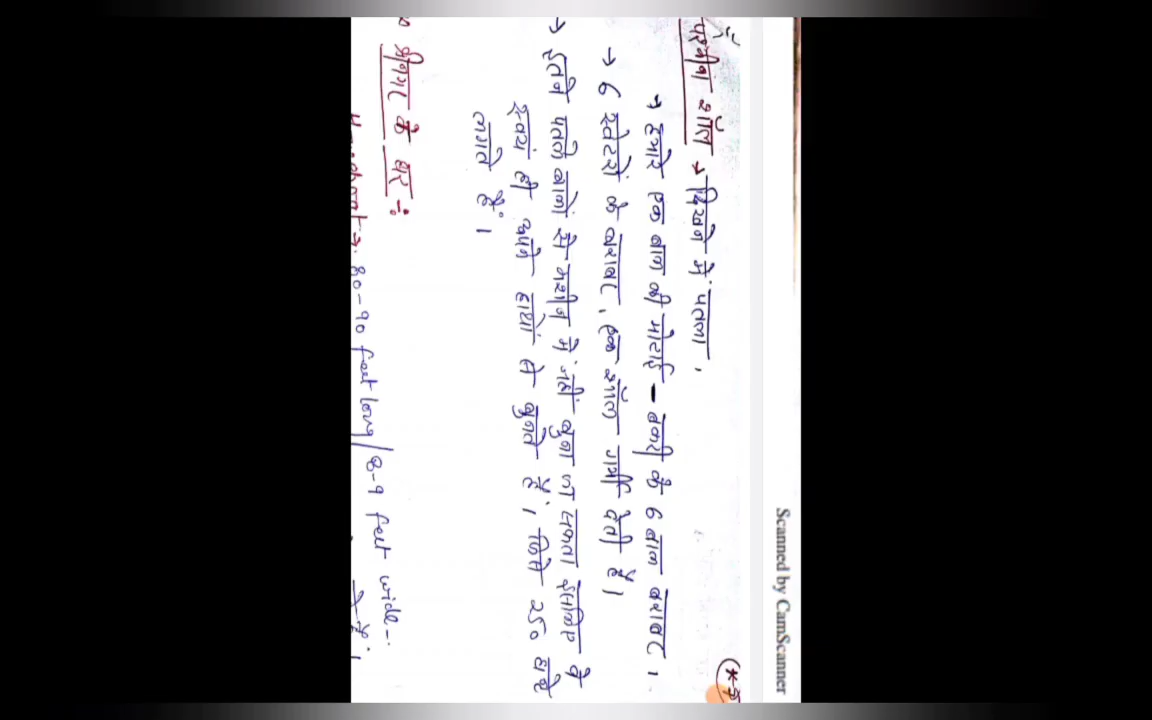 पश्मीना शॉल → दिखने में पतला ।
→ हमारे एक बाल की मोटाई - बकरी के 6 बाल बराबर ।
→ 6 स्वेटरों के बराबर, एक शॉल गर्मी देती है ।
→ इतने पतले बालों से मशीन में नहीं बुना जा सकता इसलिए वे
स्वयं ही अपने हाथों से बुनते हैं । जिसे 250 घंटे
लगते हैं ।
श्रीनगर के घर -:
80-90 feet long / 8-9 feet wide -
Scanned by CamScanner